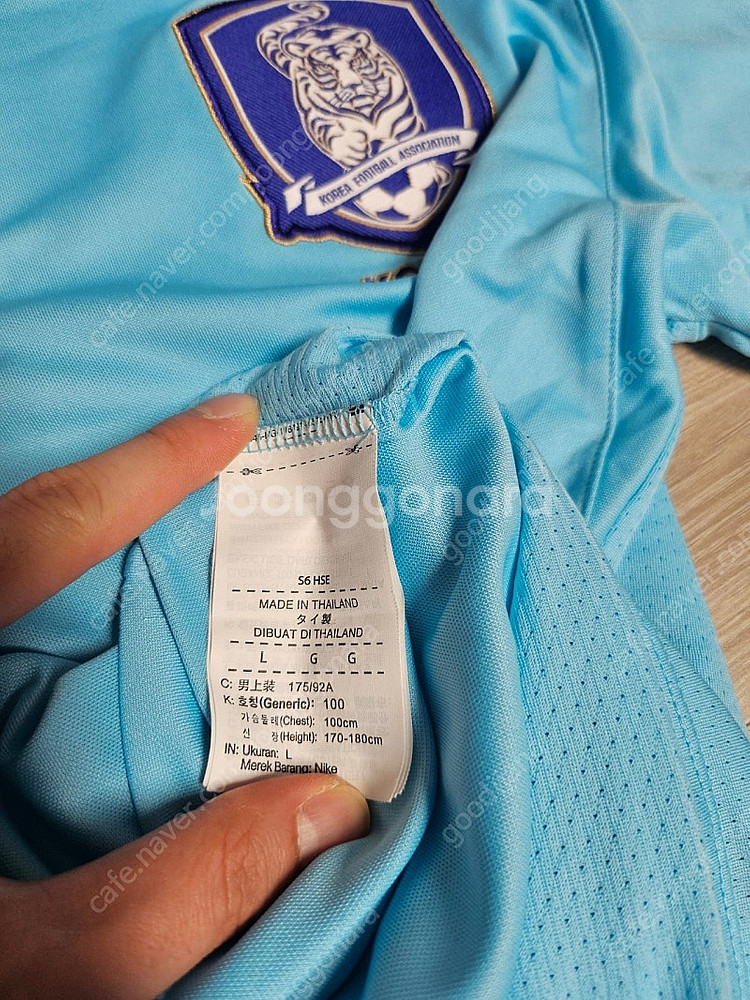 KOREA FOOTBALL ASSOCIATION
goodjjang
cafe.naver.com/joonggonara
joonggonara
S6 HSE
MADE IN THAILAND
タイ製
DIBUAT DI THAILAND
L G G
C: 男上装 175/92A
K: 호칭(Generic): 100
가슴둘레(Chest): 100cm
신 장(Height): 170-180cm
IN: Ukuran: L
Merek Barang: Nike